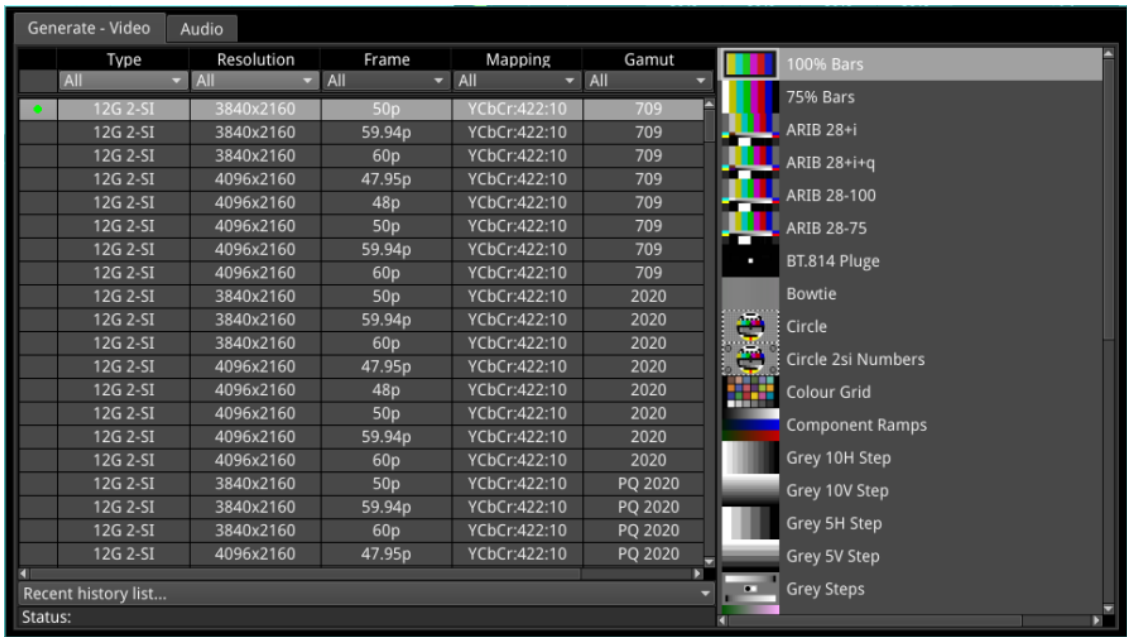 Generate - Video Audio
Type Resolution Frame Mapping Gamut
All All All All All
12G 2-SI 3840x2160 50p YCbCr:422:10 709
12G 2-SI 3840x2160 59.94p YCbCr:422:10 709
12G 2-SI 3840x2160 60p YCbCr:422:10 709
12G 2-SI 4096x2160 47.95p YCbCr:422:10 709
12G 2-SI 4096x2160 48p YCbCr:422:10 709
12G 2-SI 4096x2160 50p YCbCr:422:10 709
12G 2-SI 4096x2160 59.94p YCbCr:422:10 709
12G 2-SI 4096x2160 60p YCbCr:422:10 709
12G 2-SI 3840x2160 50p YCbCr:422:10 2020
12G 2-SI 3840x2160 59.94p YCbCr:422:10 2020
12G 2-SI 3840x2160 60p YCbCr:422:10 2020
12G 2-SI 4096x2160 47.95p YCbCr:422:10 2020
12G 2-SI 4096x2160 48p YCbCr:422:10 2020
12G 2-SI 4096x2160 50p YCbCr:422:10 2020
12G 2-SI 4096x2160 59.94p YCbCr:422:10 2020
12G 2-SI 4096x2160 60p YCbCr:422:10 2020
12G 2-SI 3840x2160 50p YCbCr:422:10 PQ 2020
12G 2-SI 3840x2160 59.94p YCbCr:422:10 PQ 2020
12G 2-SI 3840x2160 60p YCbCr:422:10 PQ 2020
12G 2-SI 4096x2160 47.95p YCbCr:422:10 PQ 2020
Recent history list...
Status:
100% Bars
75% Bars
ARIB 28+i
ARIB 28+i+q
ARIB 28-100
ARIB 28-75
BT.814 Pluge
Bowtie
Circle
Circle 2si Numbers
Colour Grid
Component Ramps
Grey 10H Step
Grey 10V Step
Grey 5H Step
Grey 5V Step
Grey Steps